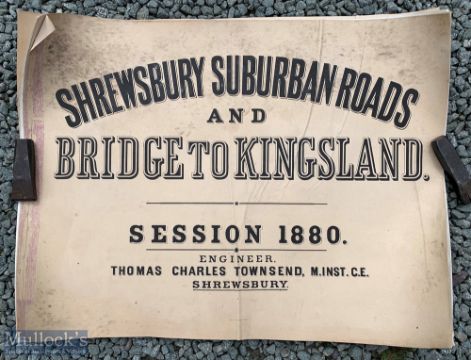 SHREWSBURY SUBURBAN ROADS
AND
BRIDGE TO KINGSLAND.
SESSION 1880.
ENGINEER.
THOMAS CHARLES TOWNSEND, M.INST.C.E.
SHREWSBURY.
Mullock's